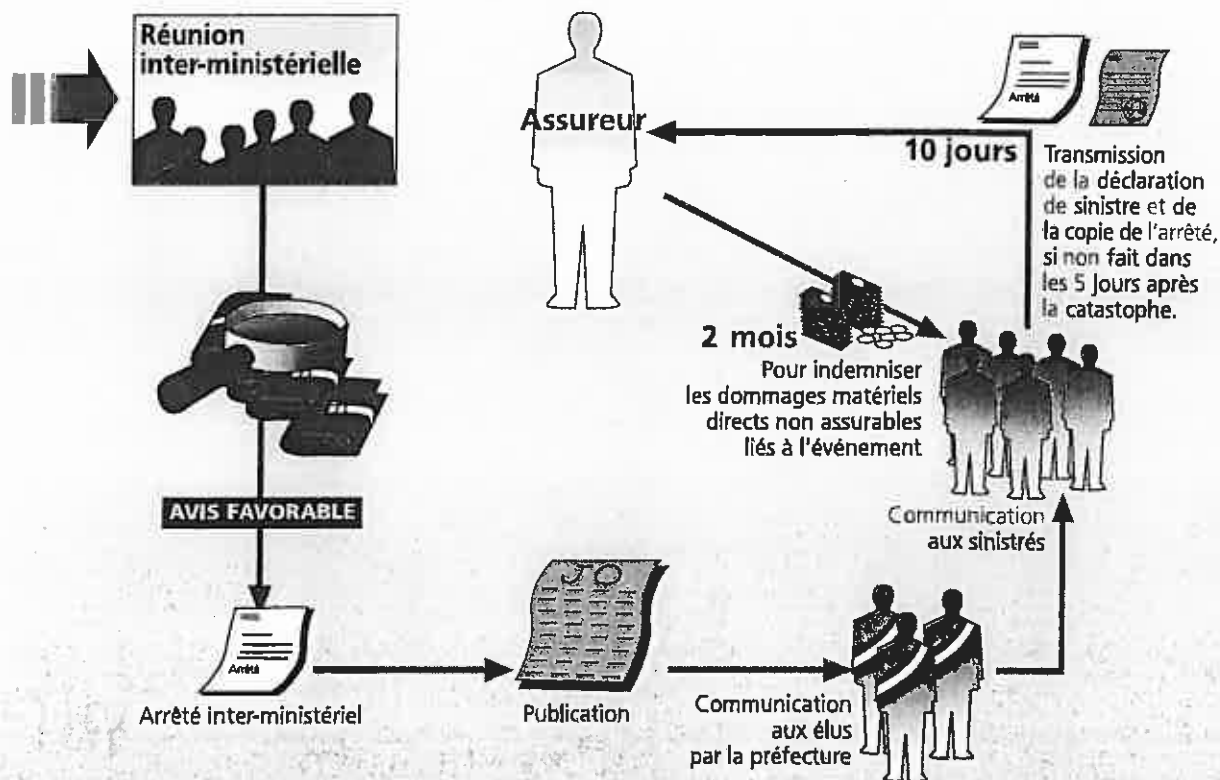 Réunion
inter-ministérielle
Assureur
Arrêté
10 jours
Transmission
de la déclaration
de sinistre et de
la copie de l'arrêté,
si non fait dans
les 5 Jours après
la catastrophe.
2 mois
Pour indemniser
les dommages matériels
directs non assurables
liés à l'événement
AVIS FAVORABLE
Communication
aux sinistrés
Arrêté
Arrêté inter-ministériel
JO
Publication
Communication
aux élus
par la préfecture